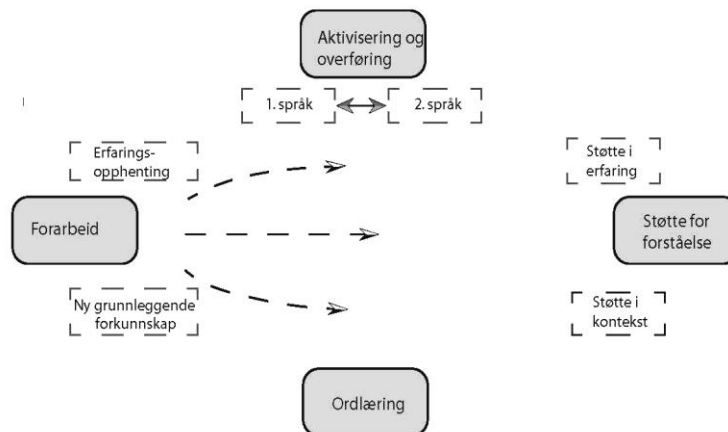 Aktivisering og
overføring
1. språk
2. språk
Erfarings-
opphenting
Støtte i
erfaring
Forarbeid
Støtte for
forståelse
Ny grunnleggende
forkunnskap
Støtte i
kontekst
Ordlæring